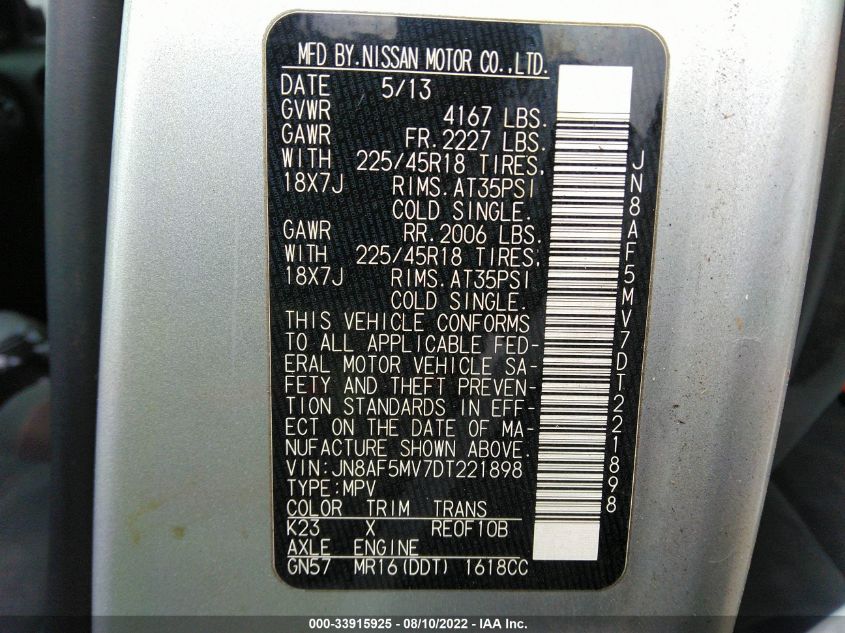 MFD BY.NISSAN MOTOR CO.,LTD.
DATE 5/13
GVWR 4167 LBS.
GAWR FR.2227 LBS.
WITH 225/45R18 TIRES,
18X7J RIMS.AT35PSI
COLD SINGLE.
GAWR RR.2006 LBS.
WITH 225/45R18 TIRES,
18X7J RIMS.AT35PSI
COLD SINGLE.
THIS VEHICLE CONFORMS
TO ALL APPLICABLE FED-
ERAL MOTOR VEHICLE SA-
FETY AND THEFT PREVEN-
TION STANDARDS IN EFF-
ECT ON THE DATE OF MA-
NUFACTURE SHOWN ABOVE.
VIN:JN8AF5MV7DT221898
TYPE:MPV
COLOR TRIM TRANS
K23 X RE0F10B
AXLE ENGINE
GN57 MR16(DDT) 1618CC
JN8AF5MV7DT221898
000-33915925 - 08/10/2022 - IAA Inc.